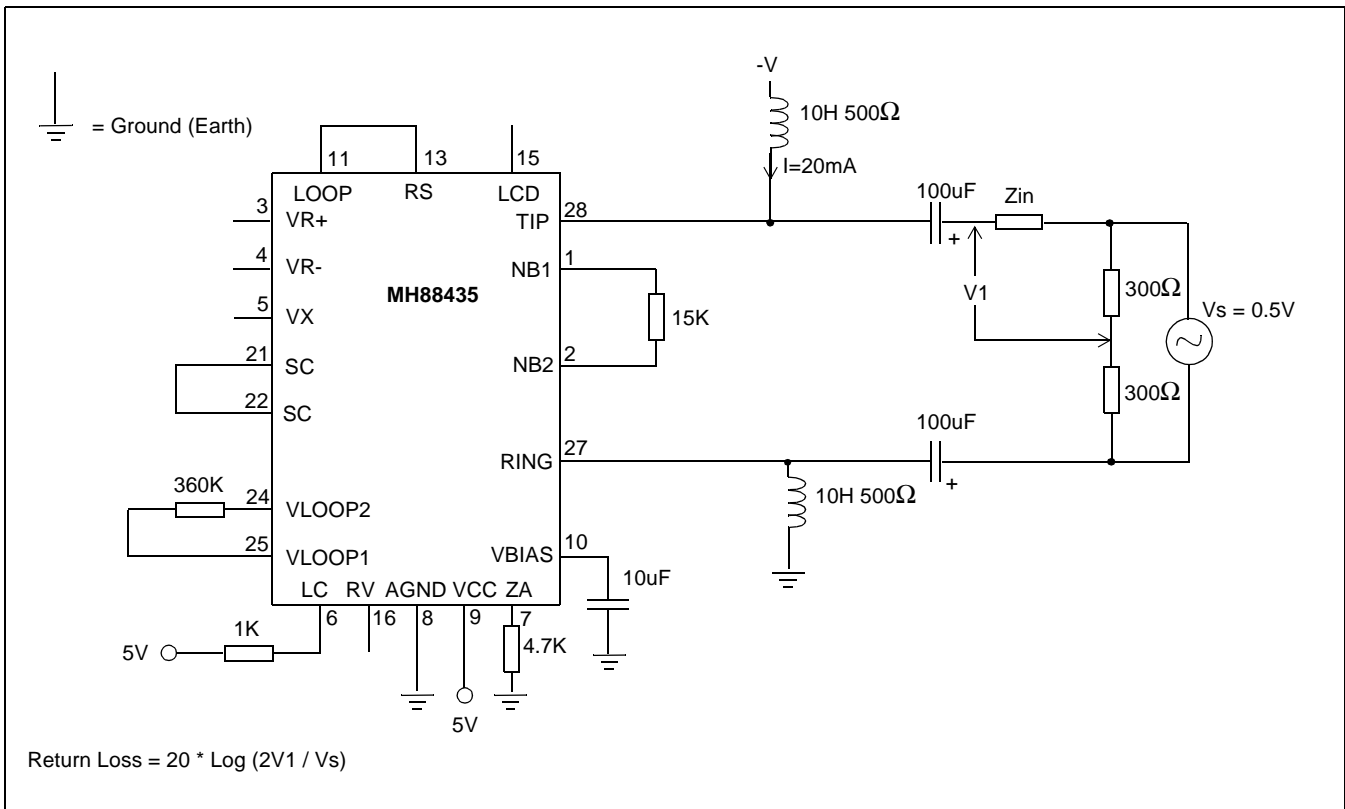 -V
10H 500Ω
= Ground (Earth)
I=20mA
11
13
15
LOOP
RS
LCD
100uF
Zin
3
VR+
TIP
28
+
4
VR-
NB1
1
MH88435
V1
300Ω
Vs = 0.5V
5
VX
15K
21
SC
NB2
2
300Ω
22
SC
100uF
RING
27
+
360K
24
VLOOP2
10H 500Ω
25
VLOOP1
VBIAS
10
LC
RV
AGND
VCC
ZA
10uF
6
16
8
9
7
1K
4.7K
5V
5V
Return Loss = 20 * Log (2V1 / Vs)